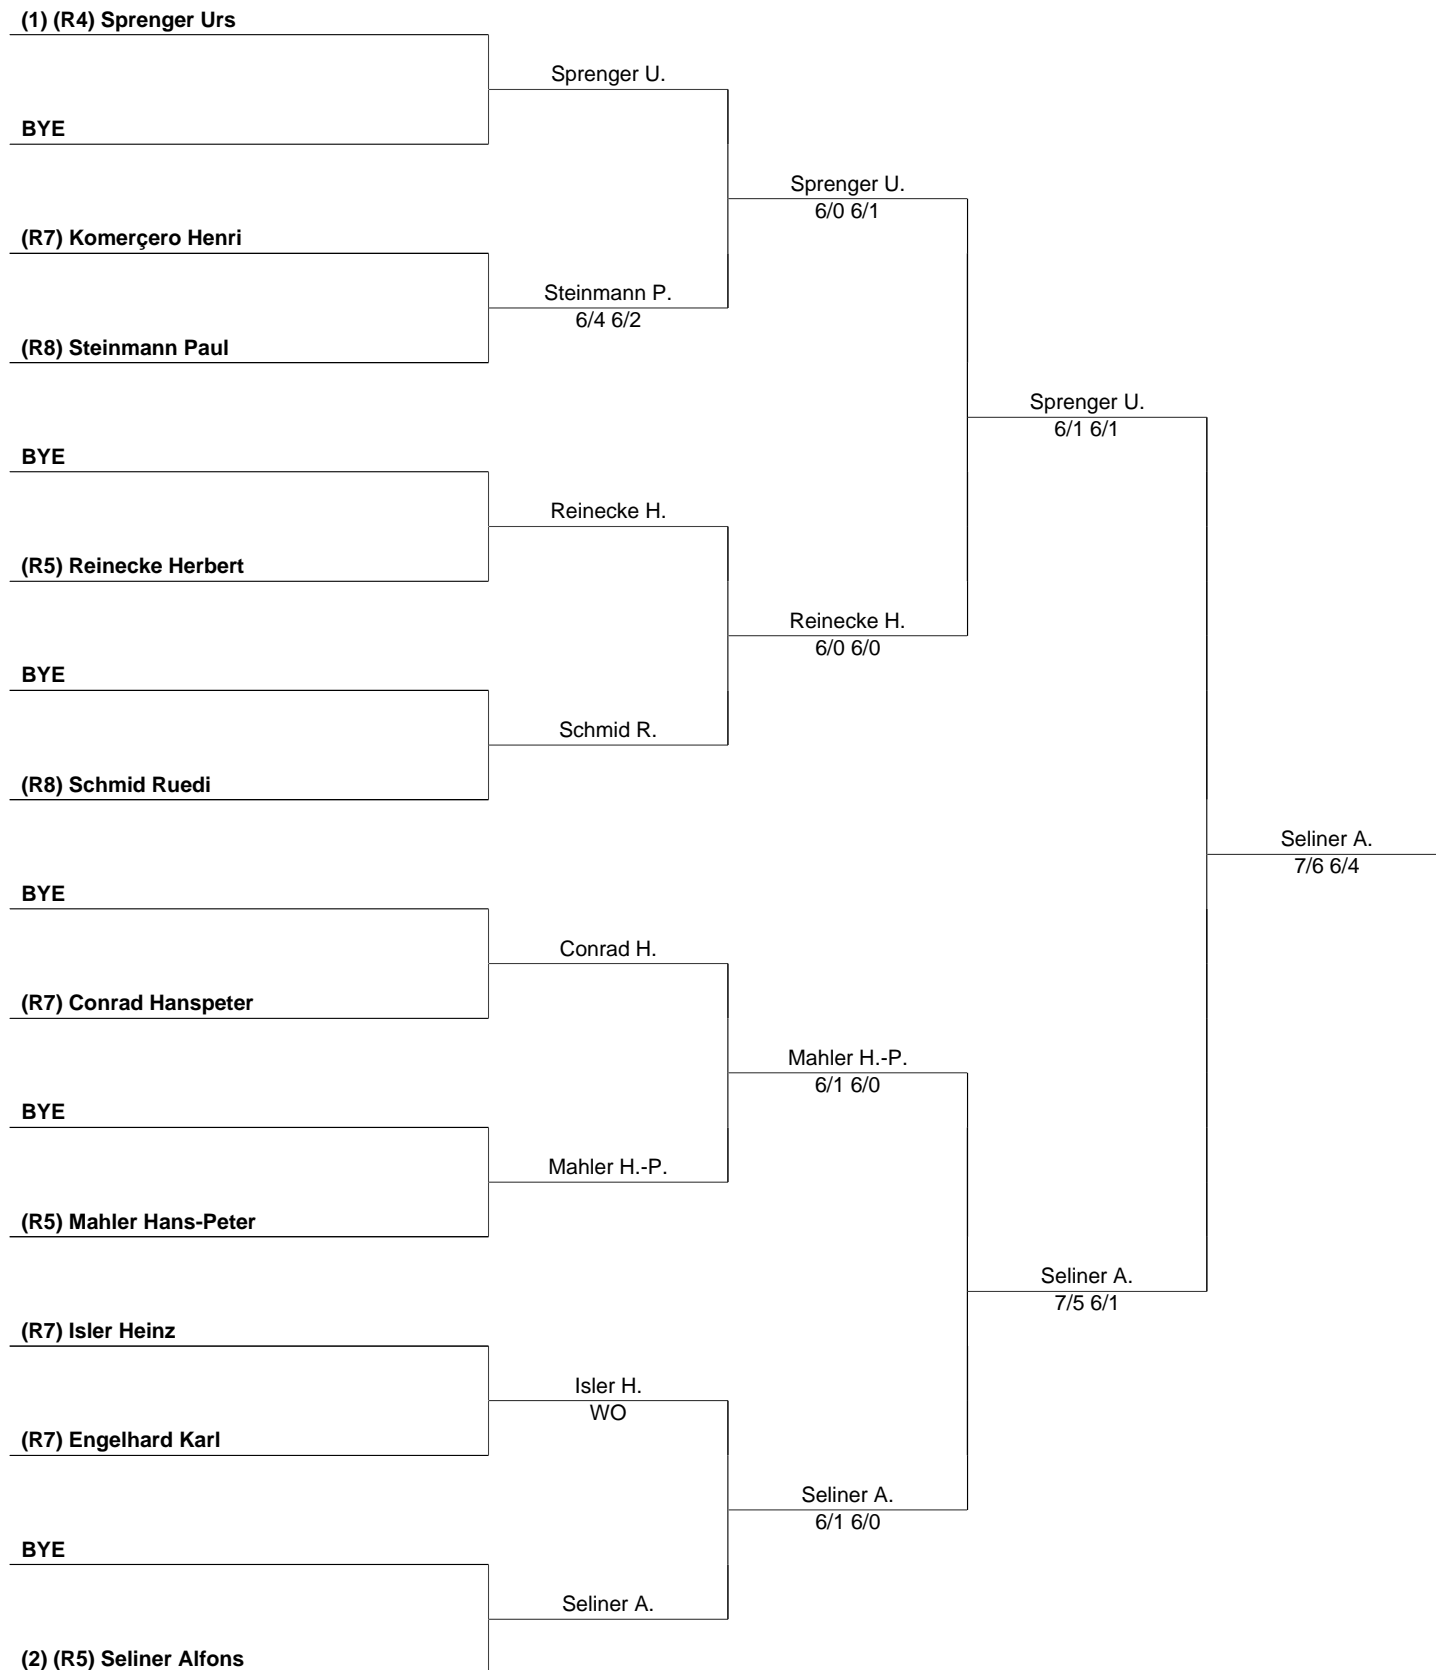 (1) (R4) Sprenger Urs
Sprenger U.
BYE
Sprenger U.
6/0 6/1
(R7) Komerçero Henri
Steinmann P.
6/4 6/2
(R8) Steinmann Paul
Sprenger U.
6/1 6/1
BYE
Reinecke H.
(R5) Reinecke Herbert
Reinecke H.
6/0 6/0
BYE
Schmid R.
(R8) Schmid Ruedi
Seliner A.
7/6 6/4
BYE
Conrad H.
(R7) Conrad Hanspeter
Mahler H.-P.
6/1 6/0
BYE
Mahler H.-P.
(R5) Mahler Hans-Peter
Seliner A.
7/5 6/1
(R7) Isler Heinz
Isler H.
WO
(R7) Engelhard Karl
Seliner A.
6/1 6/0
BYE
Seliner A.
(2) (R5) Seliner Alfons